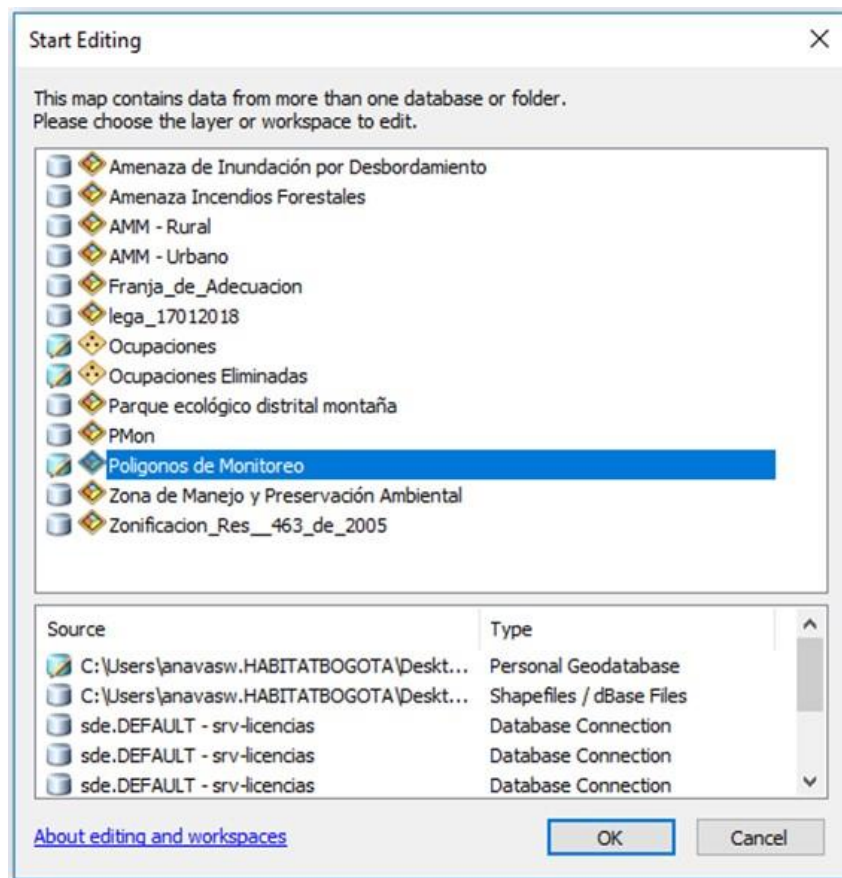 Start Editing
This map contains data from more than one database or folder.
Please choose the layer or workspace to edit.
Amenaza de Inundación por Desbordamiento
Amenaza Incendios Forestales
AMM - Rural
AMM - Urbano
Franja_de_Adecuacion
lega_17012018
Ocupaciones
Ocupaciones Eliminadas
Parque ecológico distrital montaña
PMon
Poligonos de Monitoreo
Zona de Manejo y Preservación Ambiental
Zonificacion_Res__463_de_2005
Source Type
C:\Users\anavasw.HABITATBOGOTA\Deskt... Personal Geodatabase
C:\Users\anavasw.HABITATBOGOTA\Deskt... Shapefiles / dBase Files
sde.DEFAULT - srv-licencias Database Connection
sde.DEFAULT - srv-licencias Database Connection
sde.DEFAULT - srv-licencias Database Connection
About editing and workspaces OK Cancel